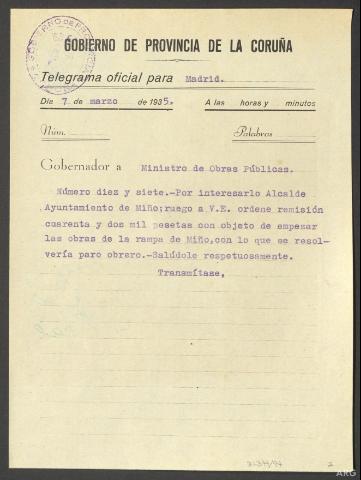 GOBIERNO DE PROVINCIA DE LA CORUÑA
Telegrama oficial para Madrid.
Día 7 de marzo de 1935. A las horas y minutos
Núm. Palabras
Gobernador a Ministro de Obras Públicas.
Número diez y siete.-Por interesarlo Alcalde
Ayuntamiento de Miño;ruego a V.E. ordene remisión
cuarenta y dos mil pesetas con objeto de empezar
las obras de la rampa de Miño,con lo que se resol-
vería paro obrero.-Salúdole respetuosamente.
Transmítase,
2
ARG